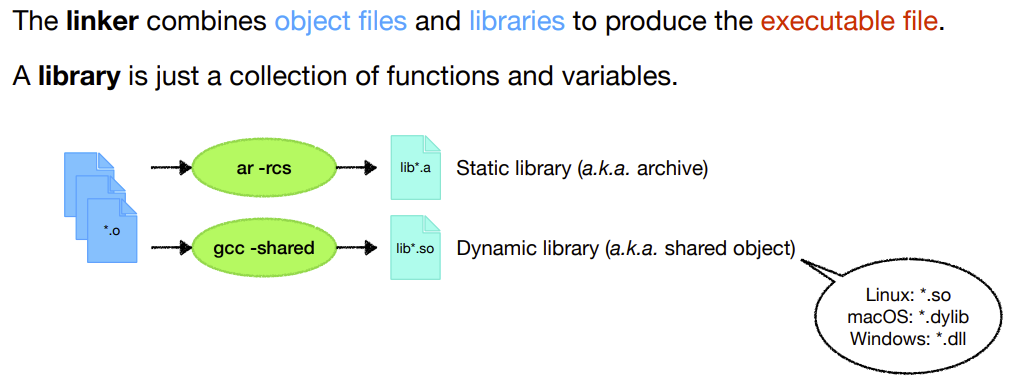 The linker combines object files and libraries to produce the executable file.
A library is just a collection of functions and variables.
*.o
ar -rcs
lib*.a
Static library (a.k.a. archive)
gcc -shared
lib*.so
Dynamic library (a.k.a. shared object)
Linux: *.so
macOS: *.dylib
Windows: *.dll